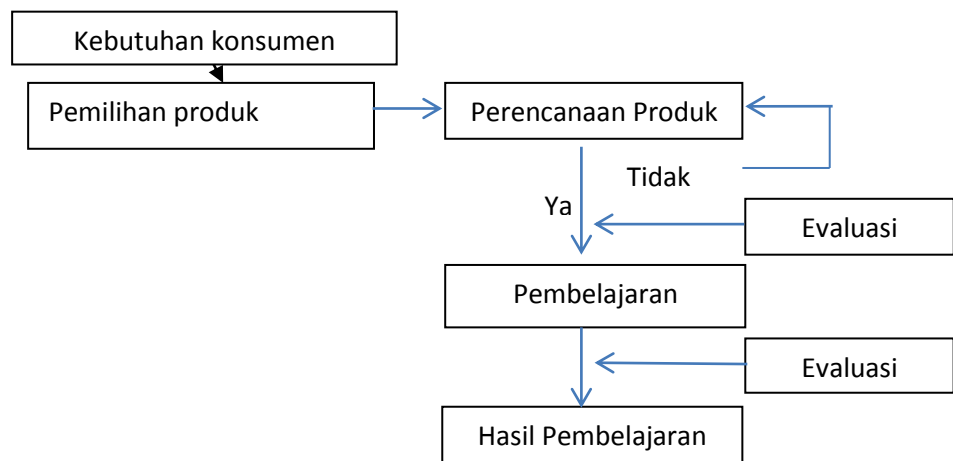 Kebutuhan konsumen
Pemilihan produk
Perencanaan Produk
Tidak
Ya
Evaluasi
Pembelajaran
Evaluasi
Hasil Pembelajaran